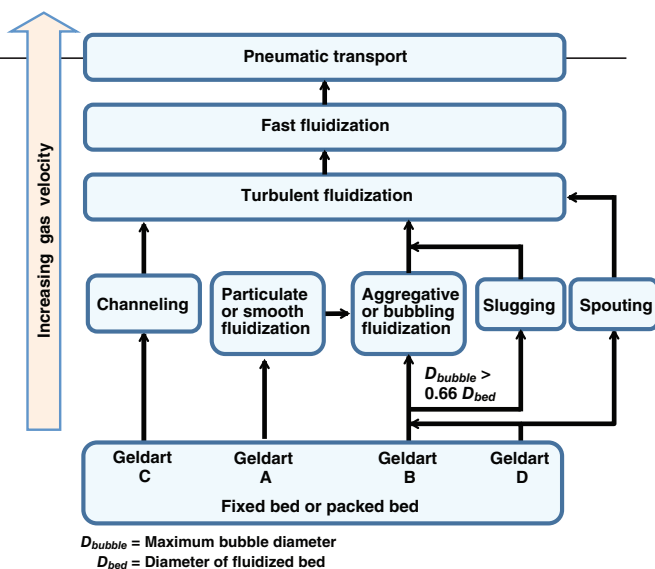 Pneumatic transport
Fast fluidization
Turbulent fluidization
Increasing gas velocity
Channeling
Particulate
or smooth
fluidization
Aggregative
or bubbling
fluidization
Slugging
Spouting
D_bubble >
0.66 D_bed
Geldart
C
Geldart
A
Geldart
B
Geldart
D
Fixed bed or packed bed
D_bubble = Maximum bubble diameter
D_bed = Diameter of fluidized bed